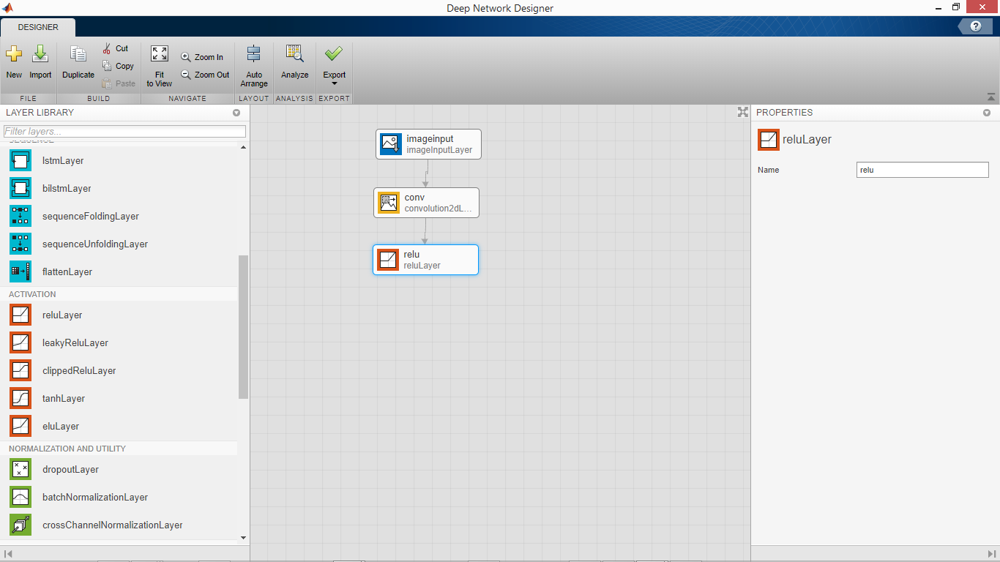 Deep Network Designer
DESIGNER
New
Import
Duplicate
Cut
Copy
Paste
Fit
to View
Zoom In
Zoom Out
Auto
Arrange
Analyze
Export
FILE
BUILD
NAVIGATE
LAYOUT
ANALYSIS
EXPORT
LAYER LIBRARY
Filter layers...
SEQUENCE
lstmLayer
bilstmLayer
sequenceFoldingLayer
sequenceUnfoldingLayer
flattenLayer
ACTIVATION
reluLayer
leakyReluLayer
clippedReluLayer
tanhLayer
eluLayer
NORMALIZATION AND UTILITY
dropoutLayer
batchNormalizationLayer
crossChannelNormalizationLayer
imageinput
imageInputLayer
conv
convolution2dL...
relu
reluLayer
PROPERTIES
reluLayer
Name
relu